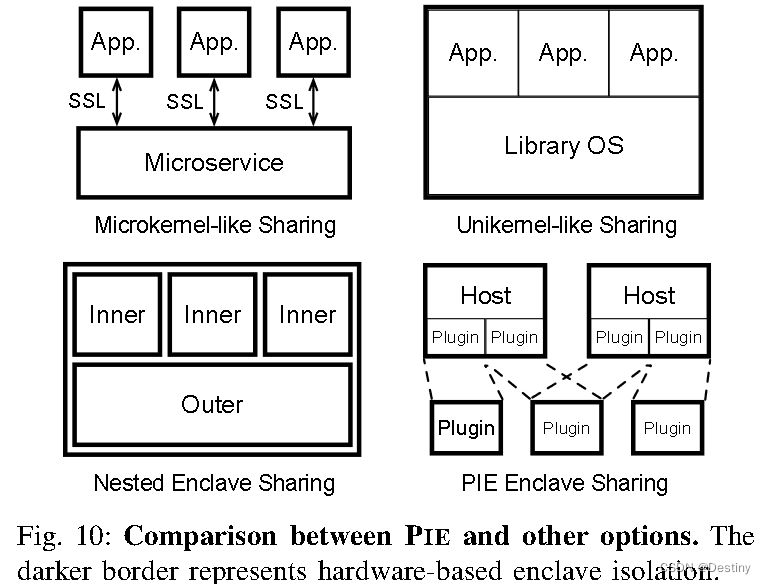 App. App. App.
SSL SSL SSL
Microservice
Microkernel-like Sharing
App. App. App.
Library OS
Unikernel-like Sharing
Inner Inner Inner
Outer
Nested Enclave Sharing
Host Host
Plugin Plugin Plugin Plugin
Plugin Plugin Plugin
PIE Enclave Sharing
Fig. 10: Comparison between PIE and other options. The
darker border represents hardware-based enclave isolation.
CSDN @Destiny